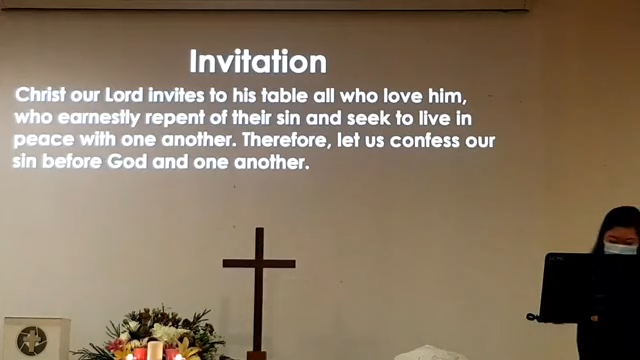 Invitation
Christ our Lord invites to his table all who love him,
who earnestly repent of their sin and seek to live in
peace with one another. Therefore, let us confess our
sin before God and one another.